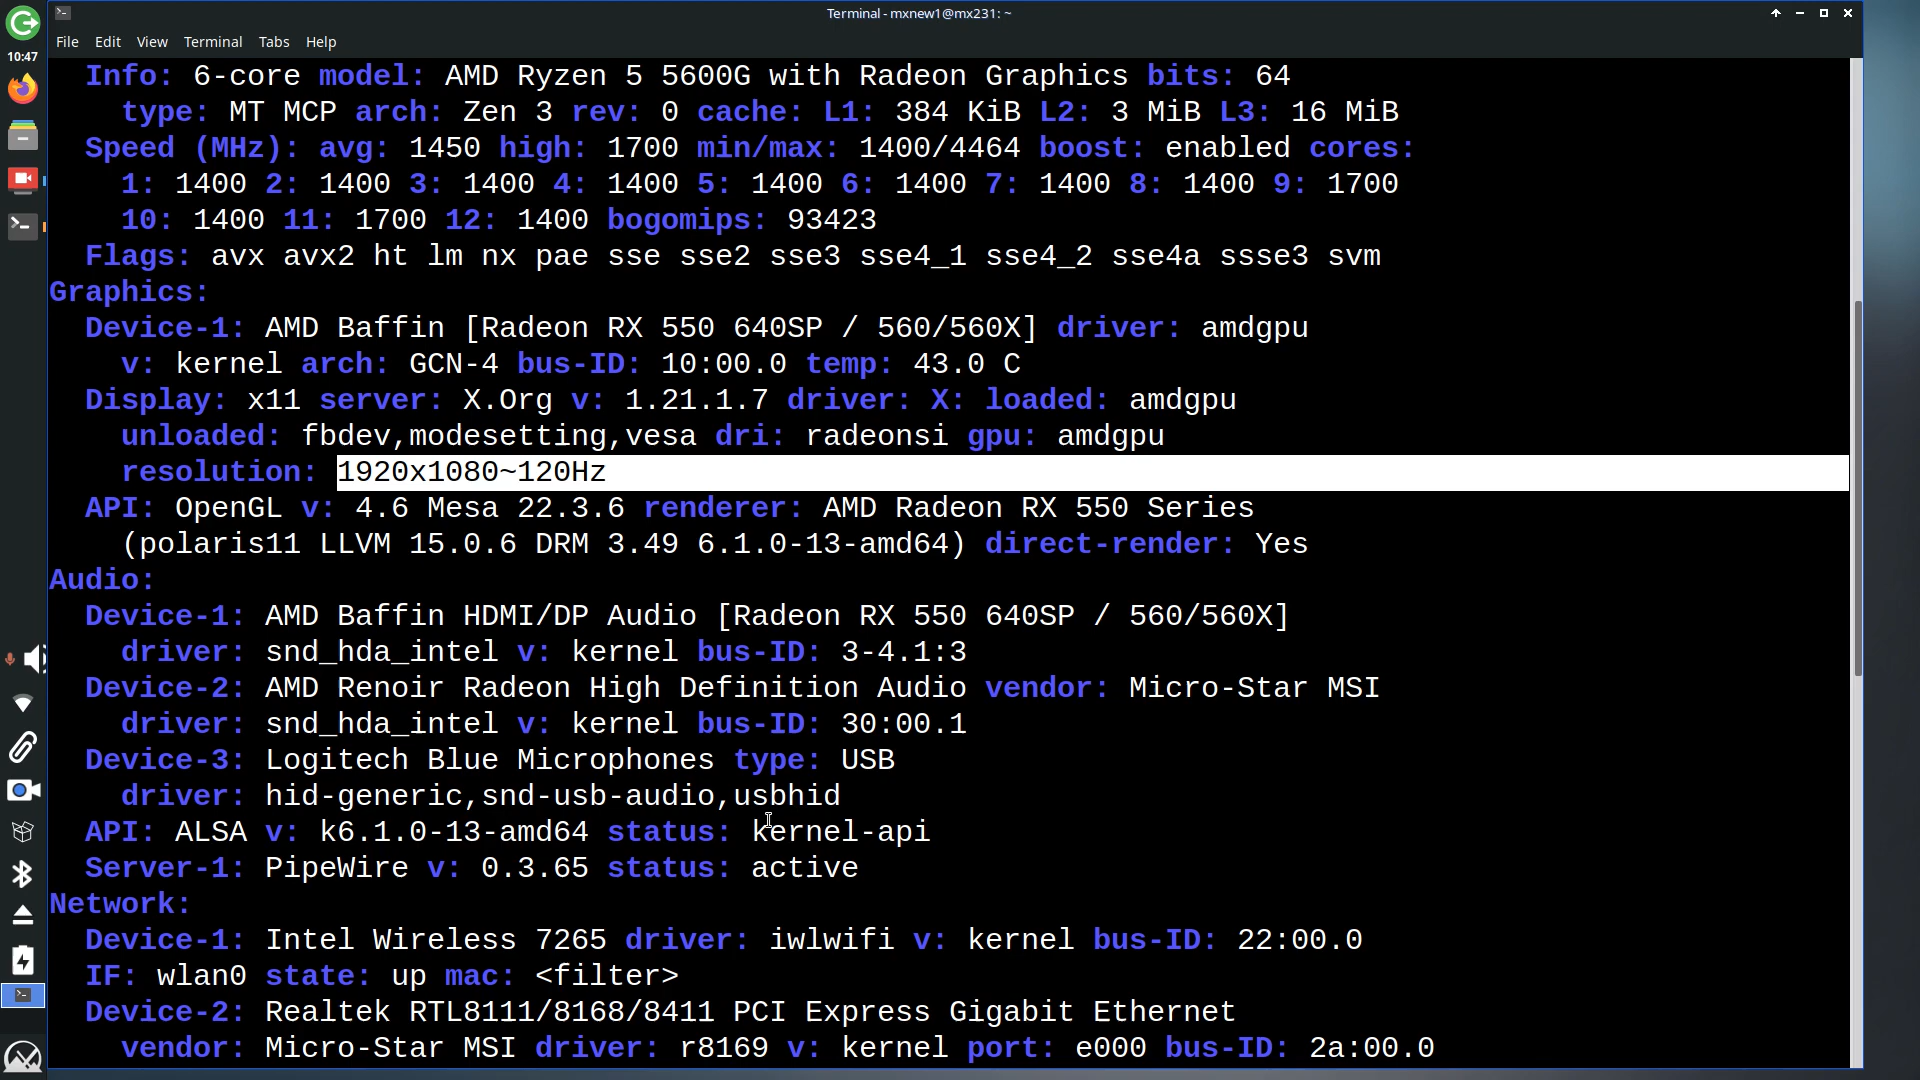 Terminal - mxnew1@mx231: ~
10:47
File Edit View Terminal Tabs Help
Info: 6-core model: AMD Ryzen 5 5600G with Radeon Graphics bits: 64
type: MT MCP arch: Zen 3 rev: 0 cache: L1: 384 KiB L2: 3 MiB L3: 16 MiB
Speed (MHz): avg: 1450 high: 1700 min/max: 1400/4464 boost: enabled cores:
1: 1400 2: 1400 3: 1400 4: 1400 5: 1400 6: 1400 7: 1400 8: 1400 9: 1700
10: 1400 11: 1700 12: 1400 bogomips: 93423
Flags: avx avx2 ht lm nx pae sse sse2 sse3 sse4_1 sse4_2 sse4a ssse3 svm
Graphics:
Device-1: AMD Baffin [Radeon RX 550 640SP / 560/560X] driver: amdgpu
v: kernel arch: GCN-4 bus-ID: 10:00.0 temp: 43.0 C
Display: x11 server: X.Org v: 1.21.1.7 driver: X: loaded: amdgpu
unloaded: fbdev,modesetting,vesa dri: radeonsi gpu: amdgpu
resolution: 1920x1080~120Hz
API: OpenGL v: 4.6 Mesa 22.3.6 renderer: AMD Radeon RX 550 Series
(polaris11 LLVM 15.0.6 DRM 3.49 6.1.0-13-amd64) direct-render: Yes
Audio:
Device-1: AMD Baffin HDMI/DP Audio [Radeon RX 550 640SP / 560/560X]
driver: snd_hda_intel v: kernel bus-ID: 3-4.1:3
Device-2: AMD Renoir Radeon High Definition Audio vendor: Micro-Star MSI
driver: snd_hda_intel v: kernel bus-ID: 30:00.1
Device-3: Logitech Blue Microphones type: USB
driver: hid-generic,snd-usb-audio,usbhid
API: ALSA v: k6.1.0-13-amd64 status: kernel-api
Server-1: PipeWire v: 0.3.65 status: active
Network:
Device-1: Intel Wireless 7265 driver: iwlwifi v: kernel bus-ID: 22:00.0
IF: wlan0 state: up mac: <filter>
Device-2: Realtek RTL8111/8168/8411 PCI Express Gigabit Ethernet
vendor: Micro-Star MSI driver: r8169 v: kernel port: e000 bus-ID: 2a:00.0